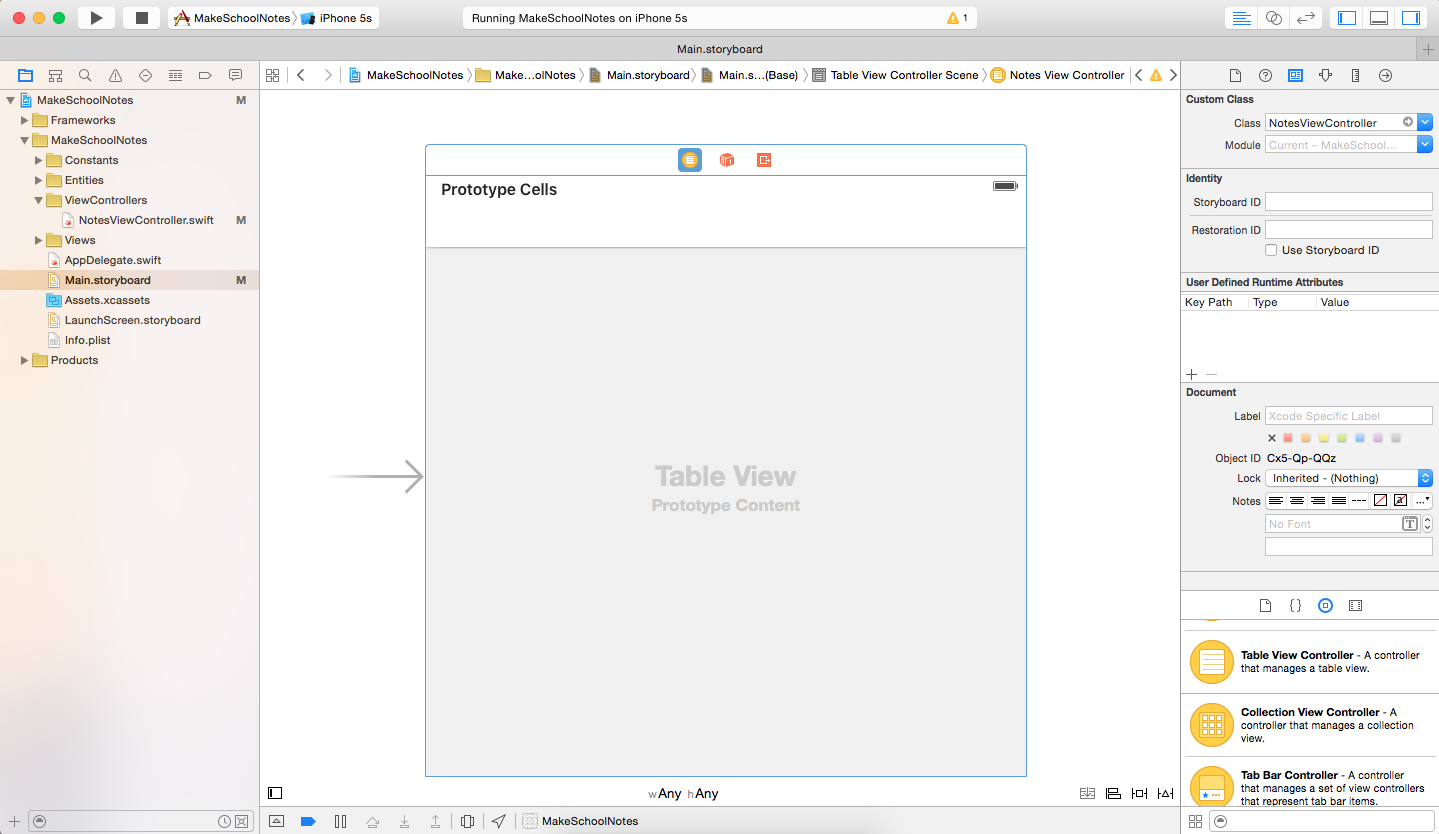 MakeSchoolNotes iPhone 5s
Running MakeSchoolNotes on iPhone 5s
1
Main.storyboard
MakeSchoolNotes Make...olNotes Main.storyboard Main.s...(Base) Table View Controller Scene Notes View Controller
MakeSchoolNotes M
Frameworks
MakeSchoolNotes
Constants
Entities
ViewControllers
NotesViewController.swift M
Views
AppDelegate.swift
Main.storyboard M
Assets.xcassets
LaunchScreen.storyboard
Info.plist
Products
Prototype Cells
Table View
Prototype Content
wAny hAny
MakeSchoolNotes
Custom Class
Class NotesViewController
Module Current – MakeSchool...
Identity
Storyboard ID
Restoration ID
Use Storyboard ID
User Defined Runtime Attributes
Key Path Type Value
Document
Label Xcode Specific Label
Object ID Cx5-Qp-QQz
Lock Inherited - (Nothing)
Notes
No Font
Table View Controller - A controller
that manages a table view.
Collection View Controller - A
controller that manages a collection
view.
Tab Bar Controller - A controller
that manages a set of view controllers
that represent tab bar items.